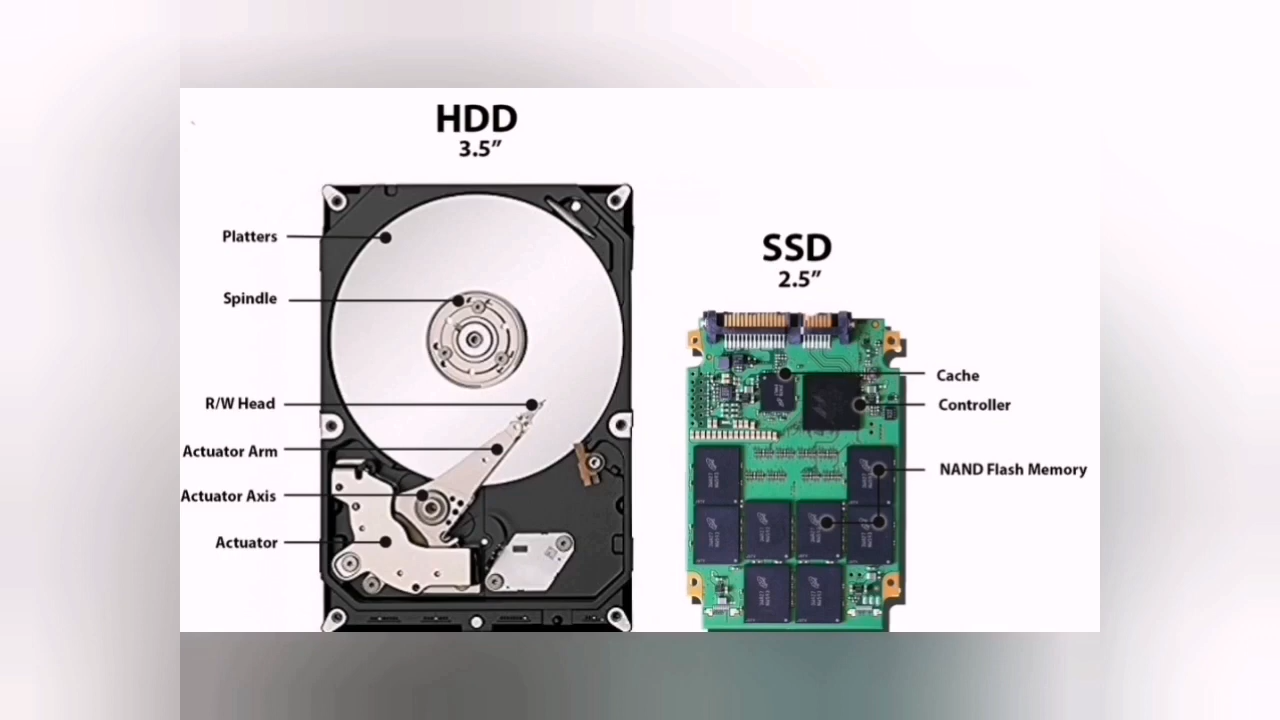 HDD
3.5”
Platters
Spindle
R/W Head
Actuator Arm
Actuator Axis
Actuator
SSD
2.5”
Cache
Controller
NAND Flash Memory